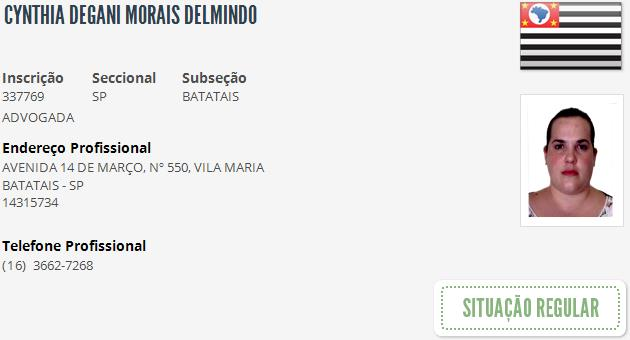 CYNTHIA DEGANI MORAIS DELMINDO
Inscrição Seccional Subseção
337769 SP BATATAIS
ADVOGADA
Endereço Profissional
AVENIDA 14 DE MARÇO, Nº 550, VILA MARIA
BATATAIS - SP
14315734
Telefone Profissional
(16) 3662-7268
SITUAÇÃO REGULAR